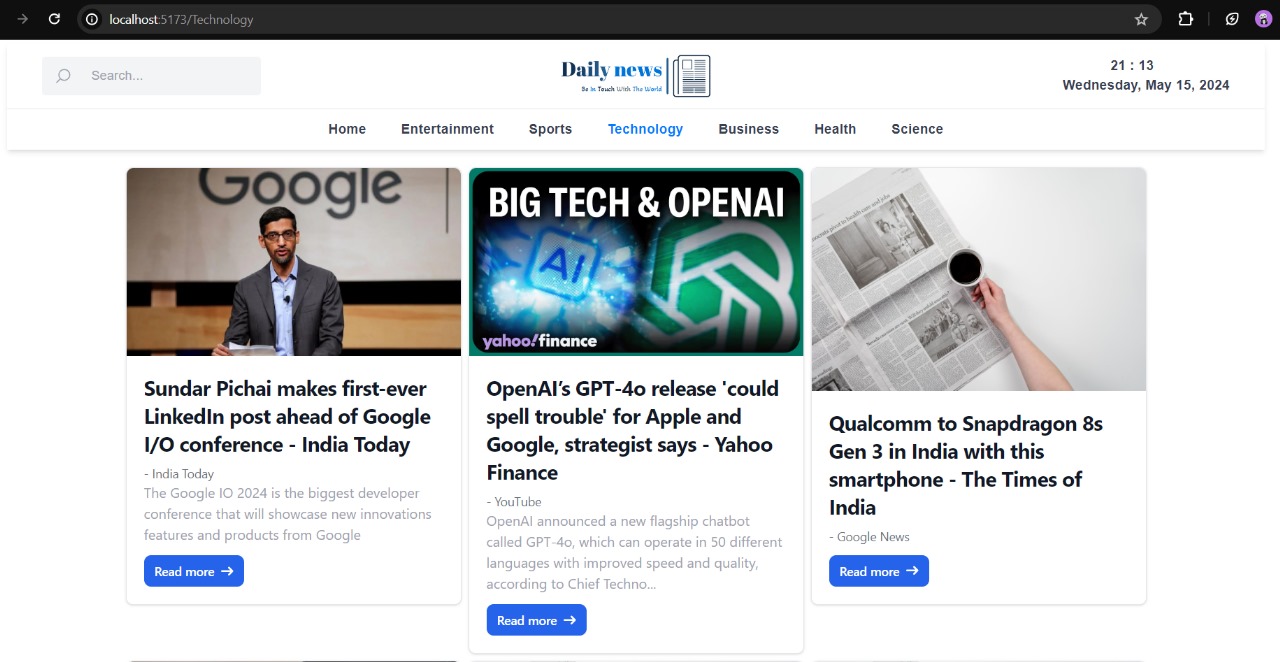 localhost:5173/Technology
Search...
Daily news
Be In Touch With The World
21 : 13
Wednesday, May 15, 2024
Home Entertainment Sports Technology Business Health Science
Google
Sundar Pichai makes first-ever
LinkedIn post ahead of Google
I/O conference - India Today
- India Today
The Google IO 2024 is the biggest developer
conference that will showcase new innovations
features and products from Google
Read more →
BIG TECH & OPENAI
AI
yahoo!finance
OpenAI’s GPT-4o release 'could
spell trouble' for Apple and
Google, strategist says - Yahoo
Finance
- YouTube
OpenAI announced a new flagship chatbot
called GPT-4o, which can operate in 50 different
languages with improved speed and quality,
according to Chief Techno...
Read more →
Qualcomm to Snapdragon 8s
Gen 3 in India with this
smartphone - The Times of
India
- Google News
Read more →